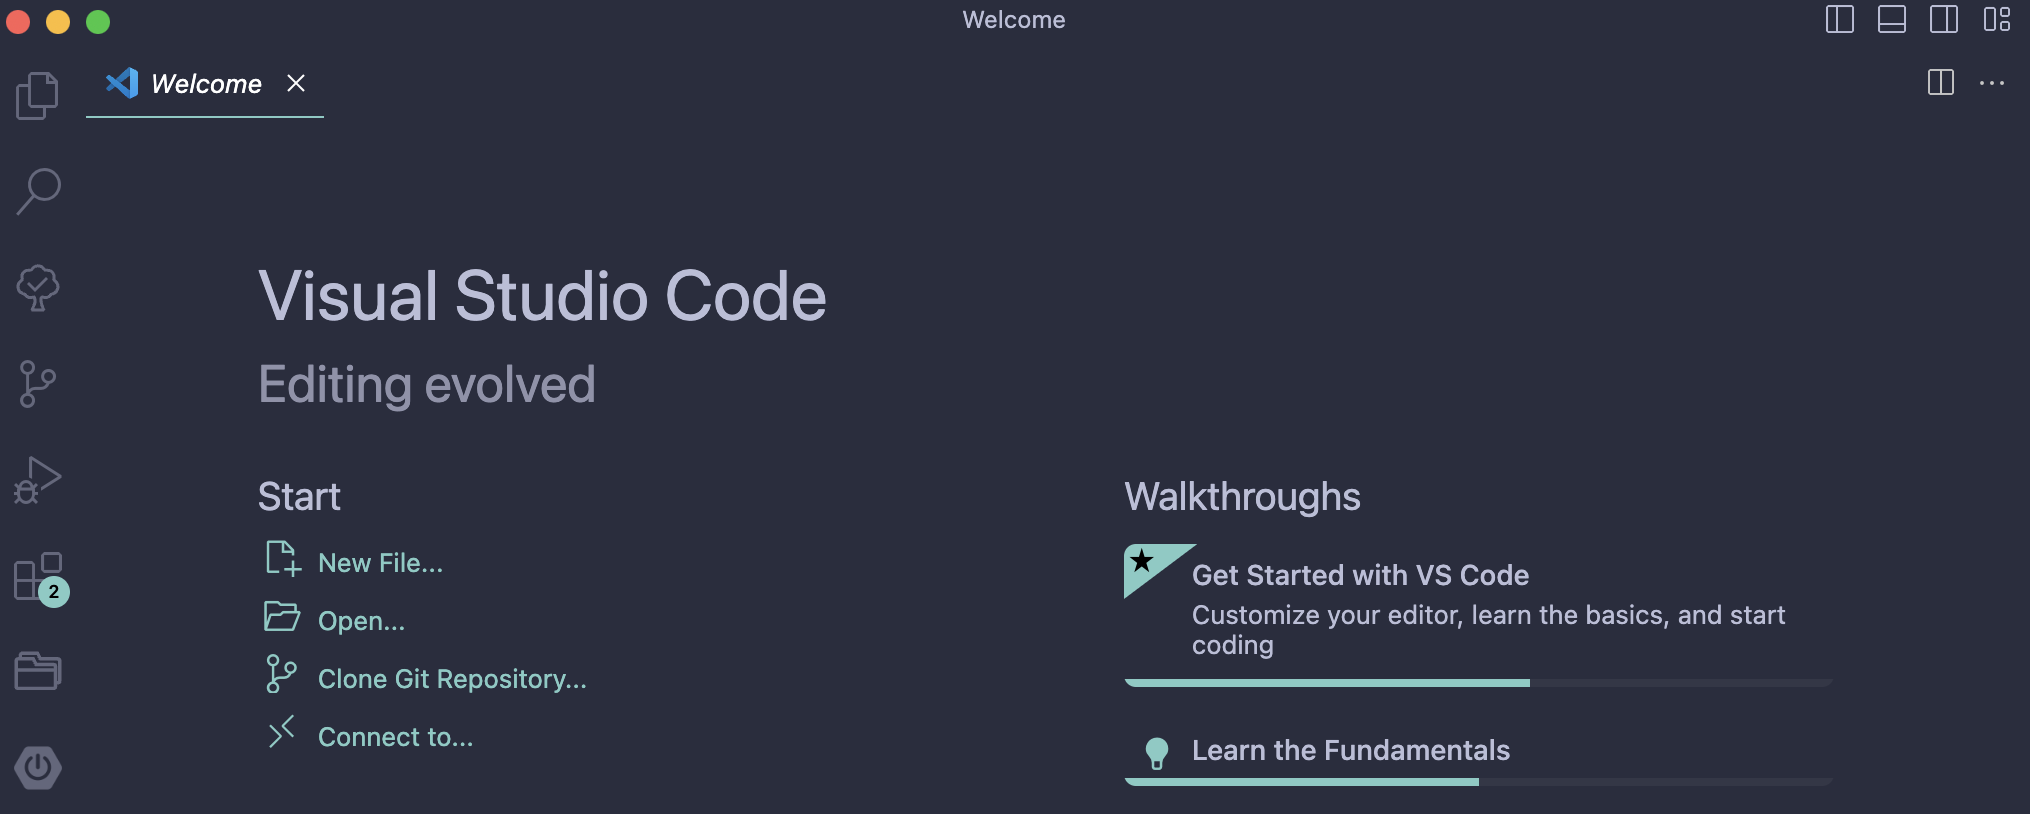 Welcome
Welcome
Visual Studio Code
Editing evolved
Start
New File...
Open...
Clone Git Repository...
Connect to...
2
Walkthroughs
Get Started with VS Code
Customize your editor, learn the basics, and start
coding
Learn the Fundamentals